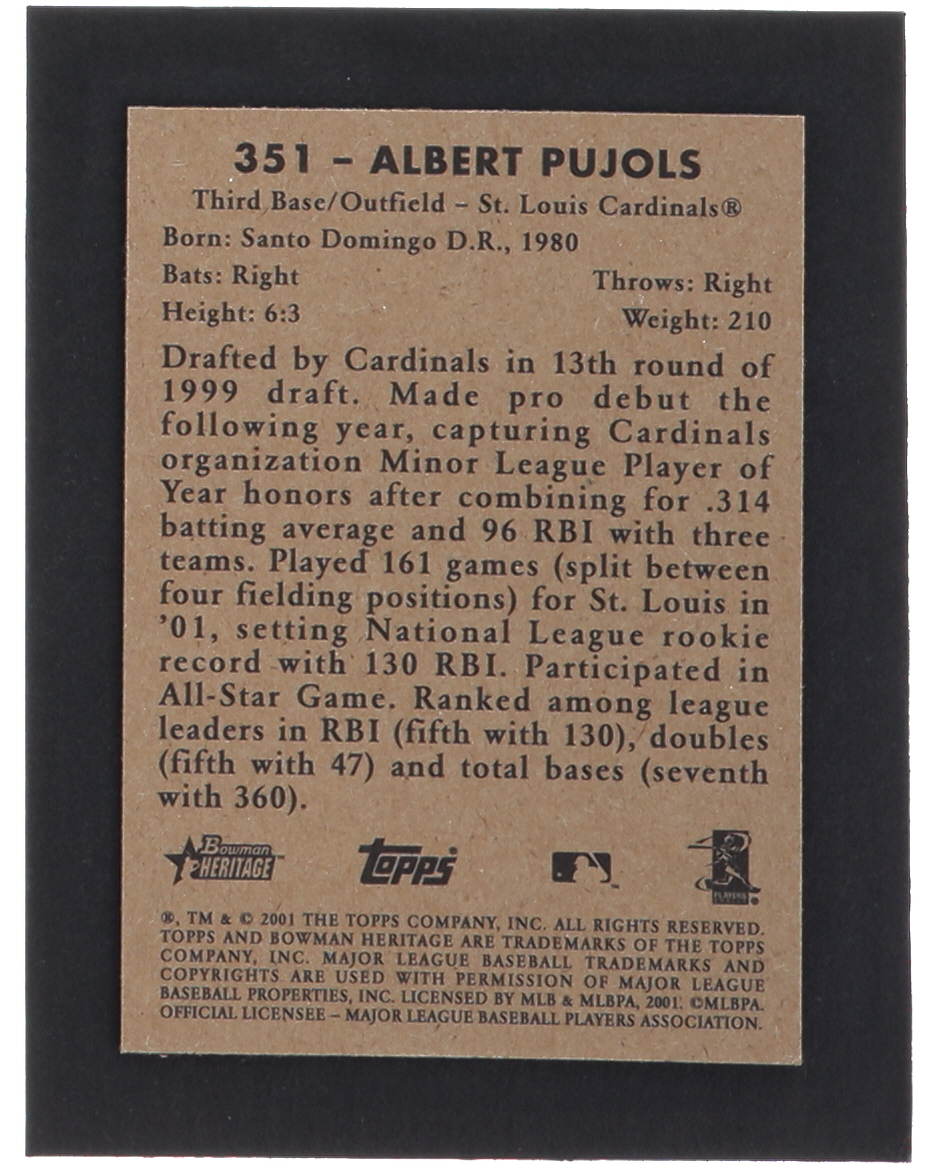 351 – ALBERT PUJOLS
Third Base/Outfield – St. Louis Cardinals®
Born: Santo Domingo D.R., 1980
Bats: Right Throws: Right
Height: 6:3 Weight: 210
Drafted by Cardinals in 13th round of
1999 draft. Made pro debut the
following year, capturing Cardinals
organization Minor League Player of
Year honors after combining for .314
batting average and 96 RBI with three
teams. Played 161 games (split between
four fielding positions) for St. Louis in
'01, setting National League rookie
record with 130 RBI. Participated in
All-Star Game. Ranked among league
leaders in RBI (fifth with 130), doubles
(fifth with 47) and total bases (seventh
with 360).
Bowman
HERITAGE™
Topps
PLAYERS
®, TM & © 2001 THE TOPPS COMPANY, INC. ALL RIGHTS RESERVED.
TOPPS AND BOWMAN HERITAGE ARE TRADEMARKS OF THE TOPPS
COMPANY, INC. MAJOR LEAGUE BASEBALL TRADEMARKS AND
COPYRIGHTS ARE USED WITH PERMISSION OF MAJOR LEAGUE
BASEBALL PROPERTIES, INC. LICENSED BY MLB & MLBPA, 2001. ©MLBPA.
OFFICIAL LICENSEE – MAJOR LEAGUE BASEBALL PLAYERS ASSOCIATION.